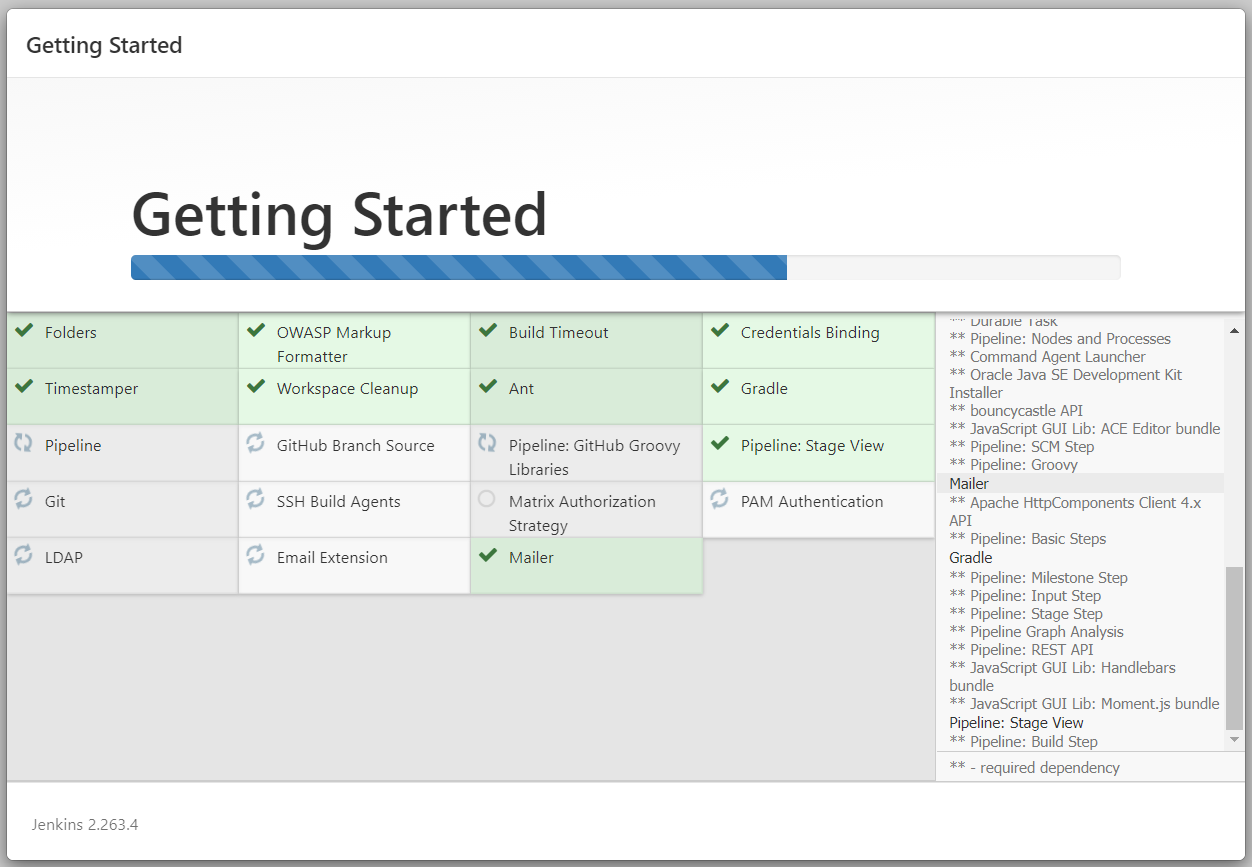 Getting Started
Getting Started
Folders
OWASP Markup
Formatter
Build Timeout
Credentials Binding
Timestamper
Workspace Cleanup
Ant
Gradle
Pipeline
GitHub Branch Source
Pipeline: GitHub Groovy
Libraries
Pipeline: Stage View
Git
SSH Build Agents
Matrix Authorization
Strategy
PAM Authentication
LDAP
Email Extension
Mailer
** Durable Task
** Pipeline: Nodes and Processes
** Command Agent Launcher
** Oracle Java SE Development Kit
Installer
** bouncycastle API
** JavaScript GUI Lib: ACE Editor bundle
** Pipeline: SCM Step
** Pipeline: Groovy
Mailer
** Apache HttpComponents Client 4.x
API
** Pipeline: Basic Steps
Gradle
** Pipeline: Milestone Step
** Pipeline: Input Step
** Pipeline: Stage Step
** Pipeline Graph Analysis
** Pipeline: REST API
** JavaScript GUI Lib: Handlebars
bundle
** JavaScript GUI Lib: Moment.js bundle
Pipeline: Stage View
** Pipeline: Build Step
** - required dependency
Jenkins 2.263.4